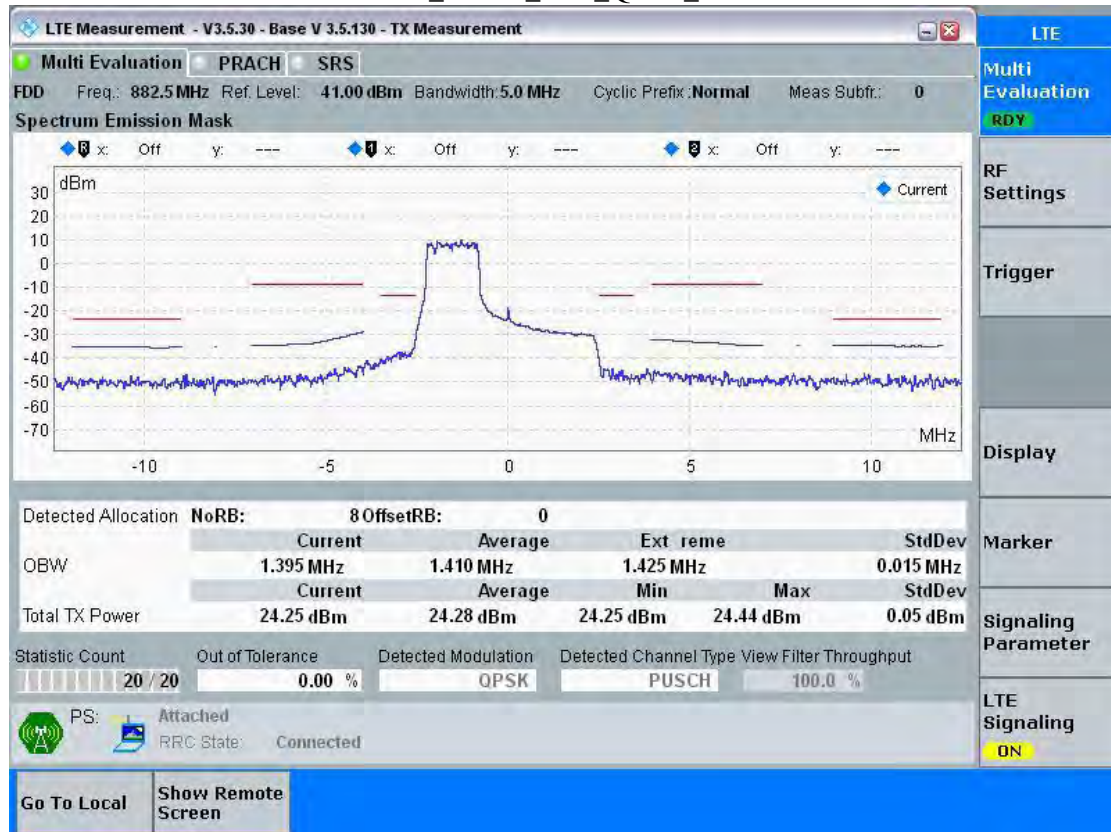 LTE Measurement - V3.5.30 - Base V 3.5.130 - TX Measurement
LTE
Multi Evaluation PRACH SRS
Multi Evaluation
RDY
FDD Freq.: 882.5 MHz Ref. Level: 41.00 dBm Bandwidth: 5.0 MHz Cyclic Prefix: Normal Meas Subfr.: 0
Spectrum Emission Mask
R x: Off y: --- 1 x: Off y: --- 2 x: Off y: ---
dBm
Current
30
20
10
0
-10
-20
-30
-40
-50
-60
-70
MHz
-10 -5 0 5 10
RF Settings
Trigger
Display
Marker
Signaling Parameter
LTE Signaling
ON
Detected Allocation NoRB: 8 OffsetRB: 0
Current Average Ext reme StdDev
OBW 1.395 MHz 1.410 MHz 1.425 MHz 0.015 MHz
Current Average Min Max StdDev
Total TX Power 24.25 dBm 24.28 dBm 24.25 dBm 24.44 dBm 0.05 dBm
Statistic Count Out of Tolerance Detected Modulation Detected Channel Type View Filter Throughput
20 / 20 0.00 % QPSK PUSCH 100.0 %
PS: Attached
RRC State: Connected
Go To Local Show Remote Screen